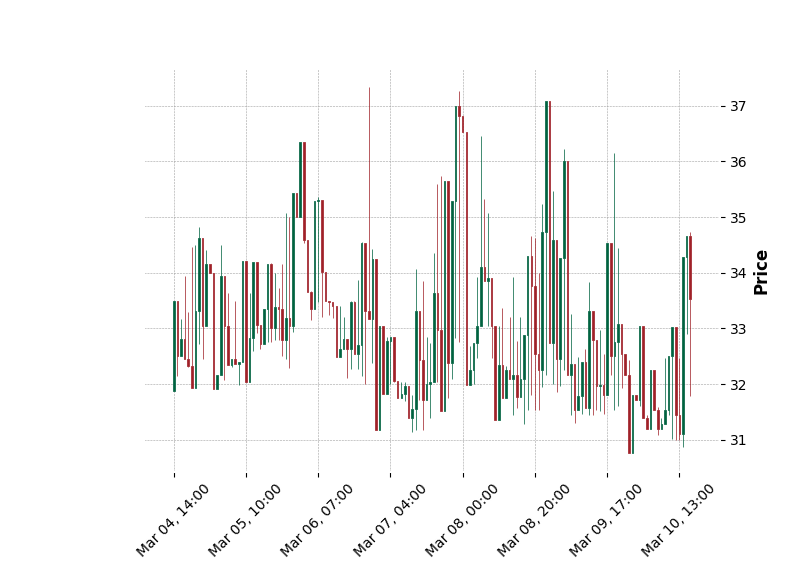 37
36
35
34
33
32
31
Price
Mar 04, 14:00
Mar 05, 10:00
Mar 06, 07:00
Mar 07, 04:00
Mar 08, 00:00
Mar 08, 20:00
Mar 09, 17:00
Mar 10, 13:00